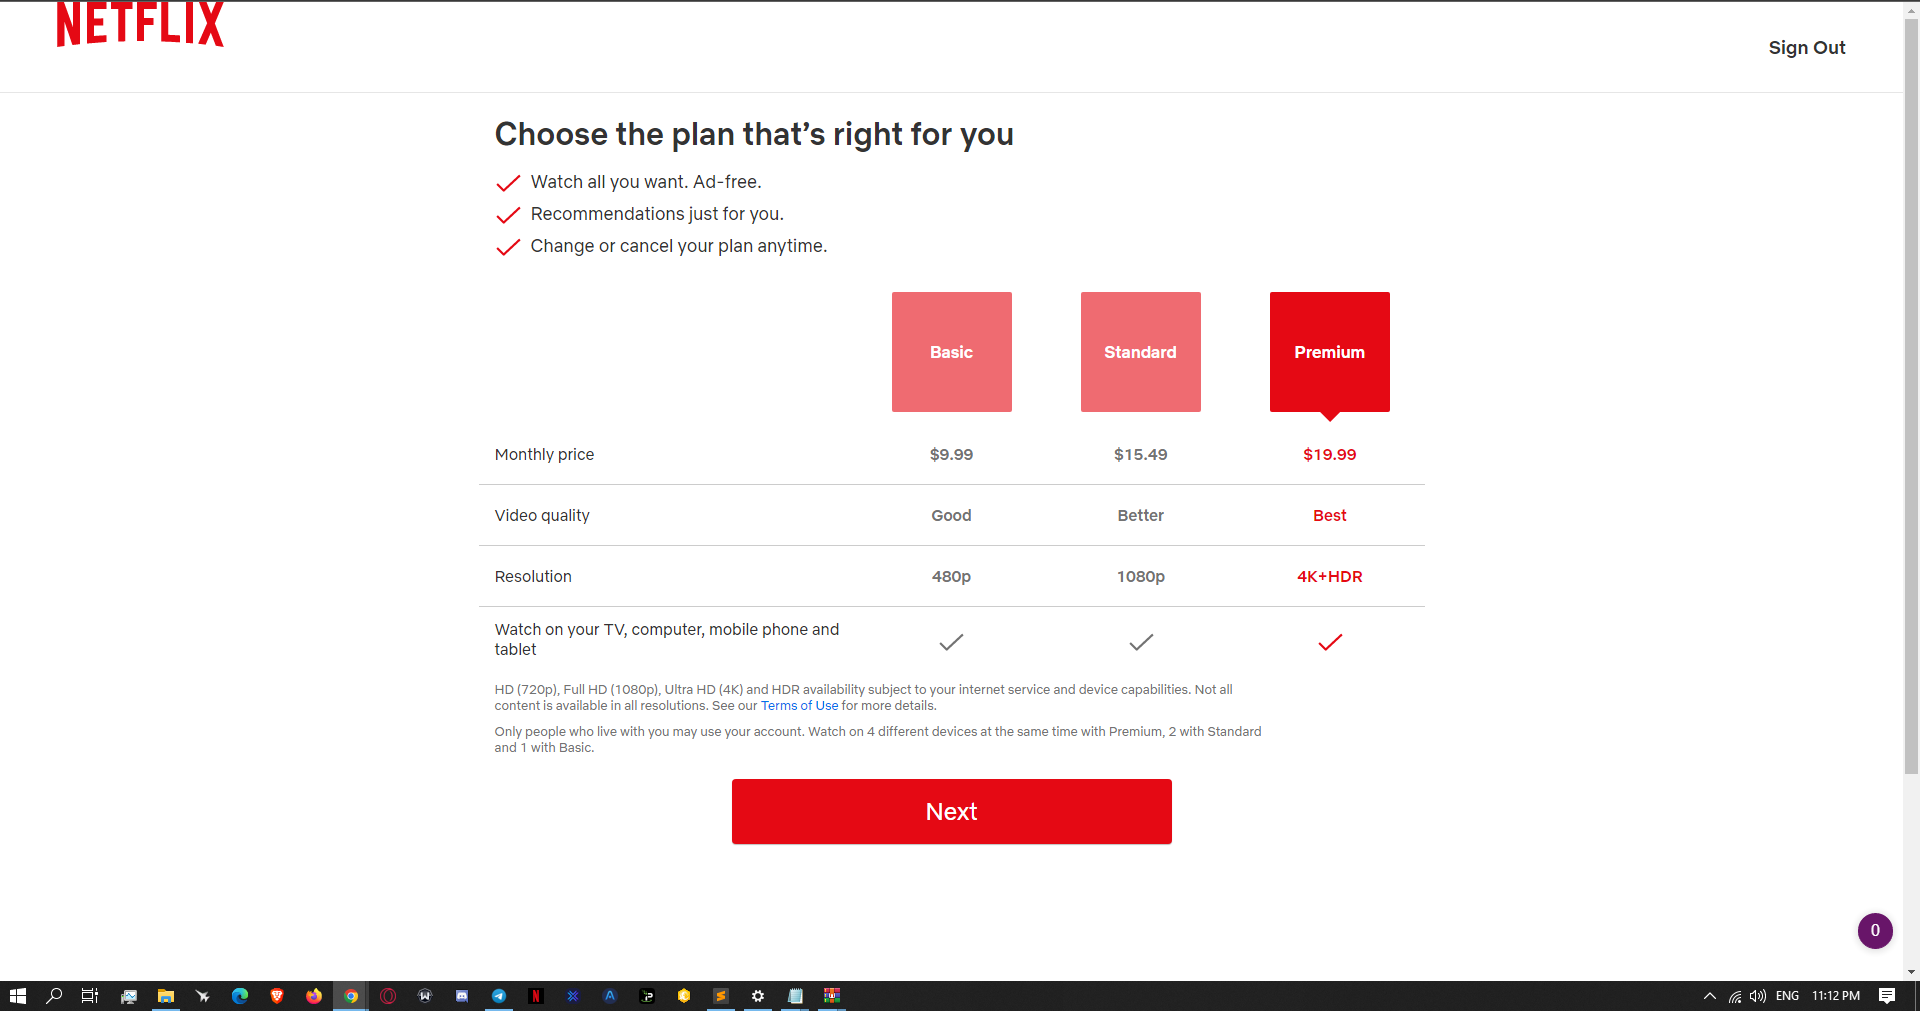 NETFLIX
Sign Out
Choose the plan that’s right for you
Watch all you want. Ad-free.
Recommendations just for you.
Change or cancel your plan anytime.
Basic Standard Premium
Monthly price $9.99 $15.49 $19.99
Video quality Good Better Best
Resolution 480p 1080p 4K+HDR
Watch on your TV, computer, mobile phone and
tablet
HD (720p), Full HD (1080p), Ultra HD (4K) and HDR availability subject to your internet service and device capabilities. Not all
content is available in all resolutions. See our Terms of Use for more details.
Only people who live with you may use your account. Watch on 4 different devices at the same time with Premium, 2 with Standard
and 1 with Basic.
Next
0
ENG 11:12 PM